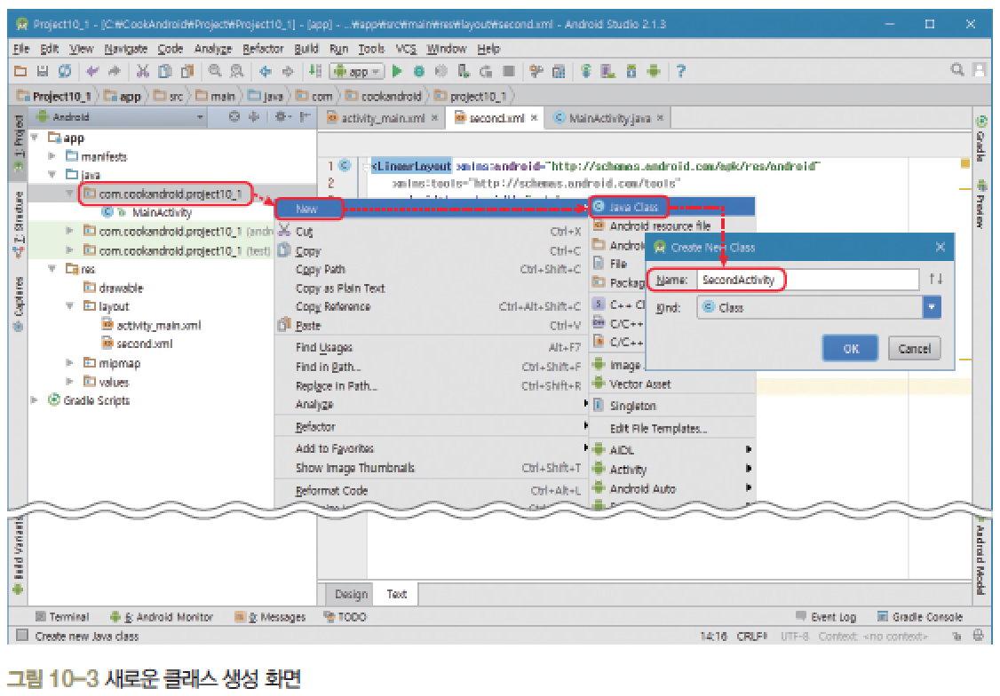 Project10_1 - [C:₩CookAndroid₩Project₩Project10_1] - [app] - ...₩app₩src₩main₩res₩layout₩second.xml - Android Studio 2.1.3
File Edit View Navigate Code Analyze Refactor Build Run Tools VCS Window Help
app
Project10_1 app src main java com cookandroid project10_1
1: Project
Android
activity_main.xml
second.xml
MainActivity.java
Gradle
app
manifests
java
com.cookandroid.project10_1
MainActivity
com.cookandroid.project10_1 (andr
com.cookandroid.project10_1 (test)
res
drawable
layout
activity_main.xml
second.xml
mipmap
values
Gradle Scripts
7: Structure
Captures
Build Variants
1 <LinearLayout xmlns:android="http://schemas.android.com/apk/res/android"
2 xmlns:tools="http://schemas.android.com/tools"
Preview
New
Cut Ctrl+X
Copy Ctrl+C
Copy Path Ctrl+Shift+C
Copy as Plain Text
Copy Reference Ctrl+Alt+Shift+C
Paste Ctrl+V
Find Usages Alt+F7
Find in Path... Ctrl+Shift+F
Replace in Path... Ctrl+Shift+R
Analyze
Refactor
Add to Favorites
Show Image Thumbnails Ctrl+Shift+T
Reformat Code Ctrl+Alt+L
Java Class
Android resource file
Androi
File
Packag
C++ Cl
C/C++
C/C++
Image
Vector Asset
Singleton
Edit File Templates...
AIDL
Activity
Android Auto
Create New Class
Name: SecondActivity
Kind: Class
OK Cancel
Android Model
Design Text
Terminal 6: Android Monitor 0: Messages TODO Event Log Gradle Console
Create new Java class 14:16 CRLF UTF-8 Context: <no context>
그림 10-3 새로운 클래스 생성 화면